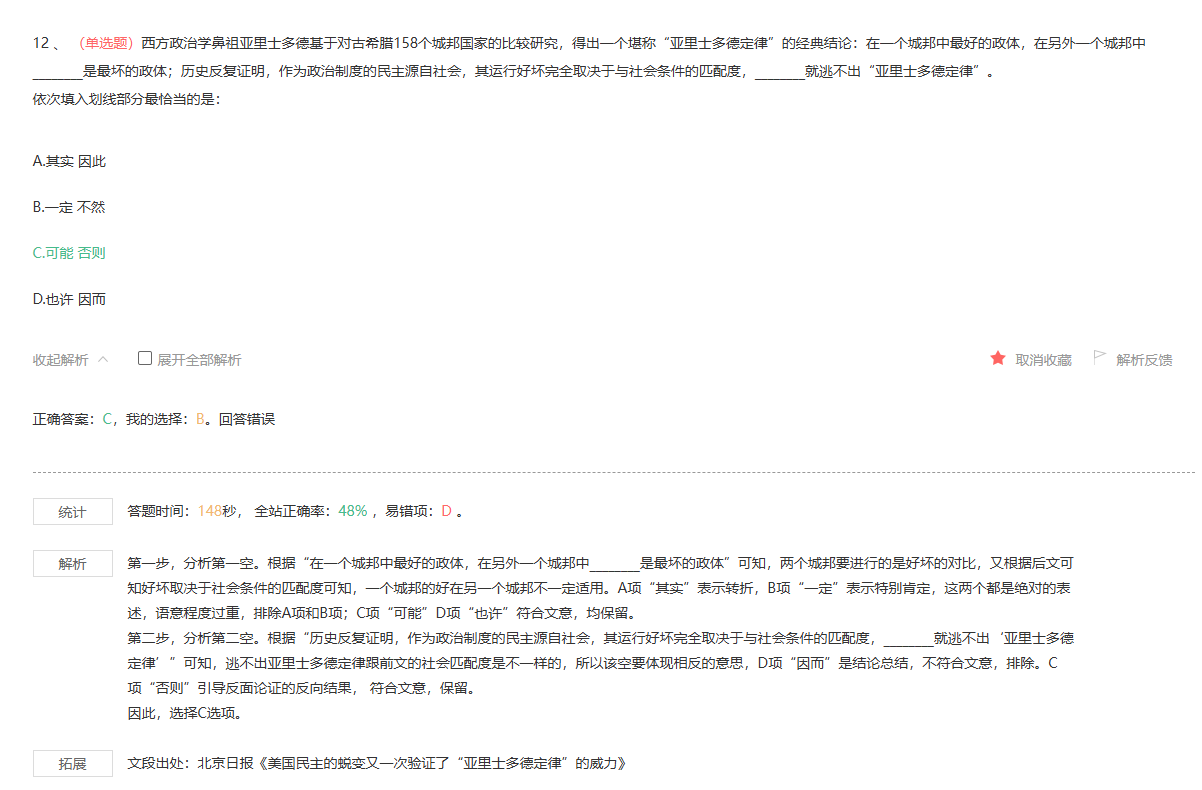 12 、 （单选题）西方政治学鼻祖亚里士多德基于对古希腊158个城邦国家的比较研究，得出一个堪称“亚里士多德定律”的经典结论：在一个城邦中最好的政体，在另外一个城邦中
_______是最坏的政体；历史反复证明，作为政治制度的民主源自社会，其运行好坏完全取决于与社会条件的匹配度，_______就逃不出“亚里士多德定律”。
依次填入划线部分最恰当的是：
A.其实 因此
B.一定 不然
C.可能 否则
D.也许 因而
收起解析 展开全部解析 取消收藏 解析反馈
正确答案：C，我的选择：B。回答错误
统计 答题时间：148秒， 全站正确率：48% ，易错项：D 。
解析 第一步，分析第一空。根据“在一个城邦中最好的政体，在另外一个城邦中_______是最坏的政体”可知，两个城邦要进行的是好坏的对比，又根据后文可
知好坏取决于社会条件的匹配度可知，一个城邦的好在另一个城邦不一定适用。A项“其实”表示转折，B项“一定”表示特别肯定，这两个都是绝对的表
述，语意程度过重，排除A项和B项；C项“可能”D项“也许”符合文意，均保留。
第二步，分析第二空。根据“历史反复证明，作为政治制度的民主源自社会，其运行好坏完全取决于与社会条件的匹配度，_______就逃不出‘亚里士多德
定律’”可知，逃不出亚里士多德定律跟前文的社会匹配度是不一样的，所以该空要体现相反的意思，D项“因而”是结论总结，不符合文意，排除。C
项“否则”引导反面论证的反向结果， 符合文意，保留。
因此，选择C选项。
拓展 文段出处：北京日报《美国民主的蜕变又一次验证了“亚里士多德定律”的威力》